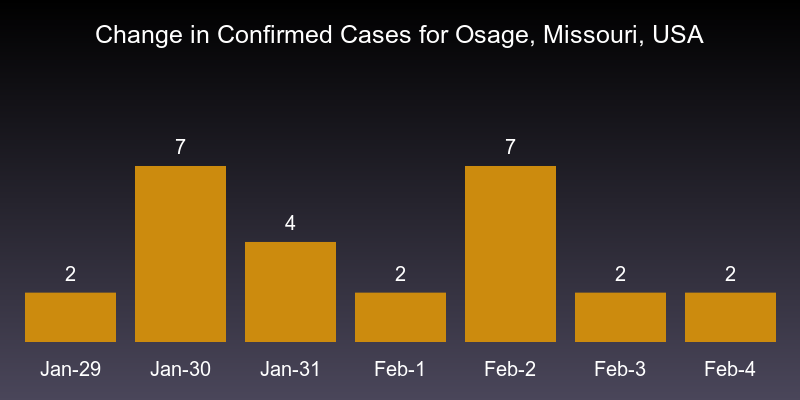 Change in Confirmed Cases for Osage, Missouri, USA
2
7
4
2
7
2
2
Jan-29
Jan-30
Jan-31
Feb-1
Feb-2
Feb-3
Feb-4